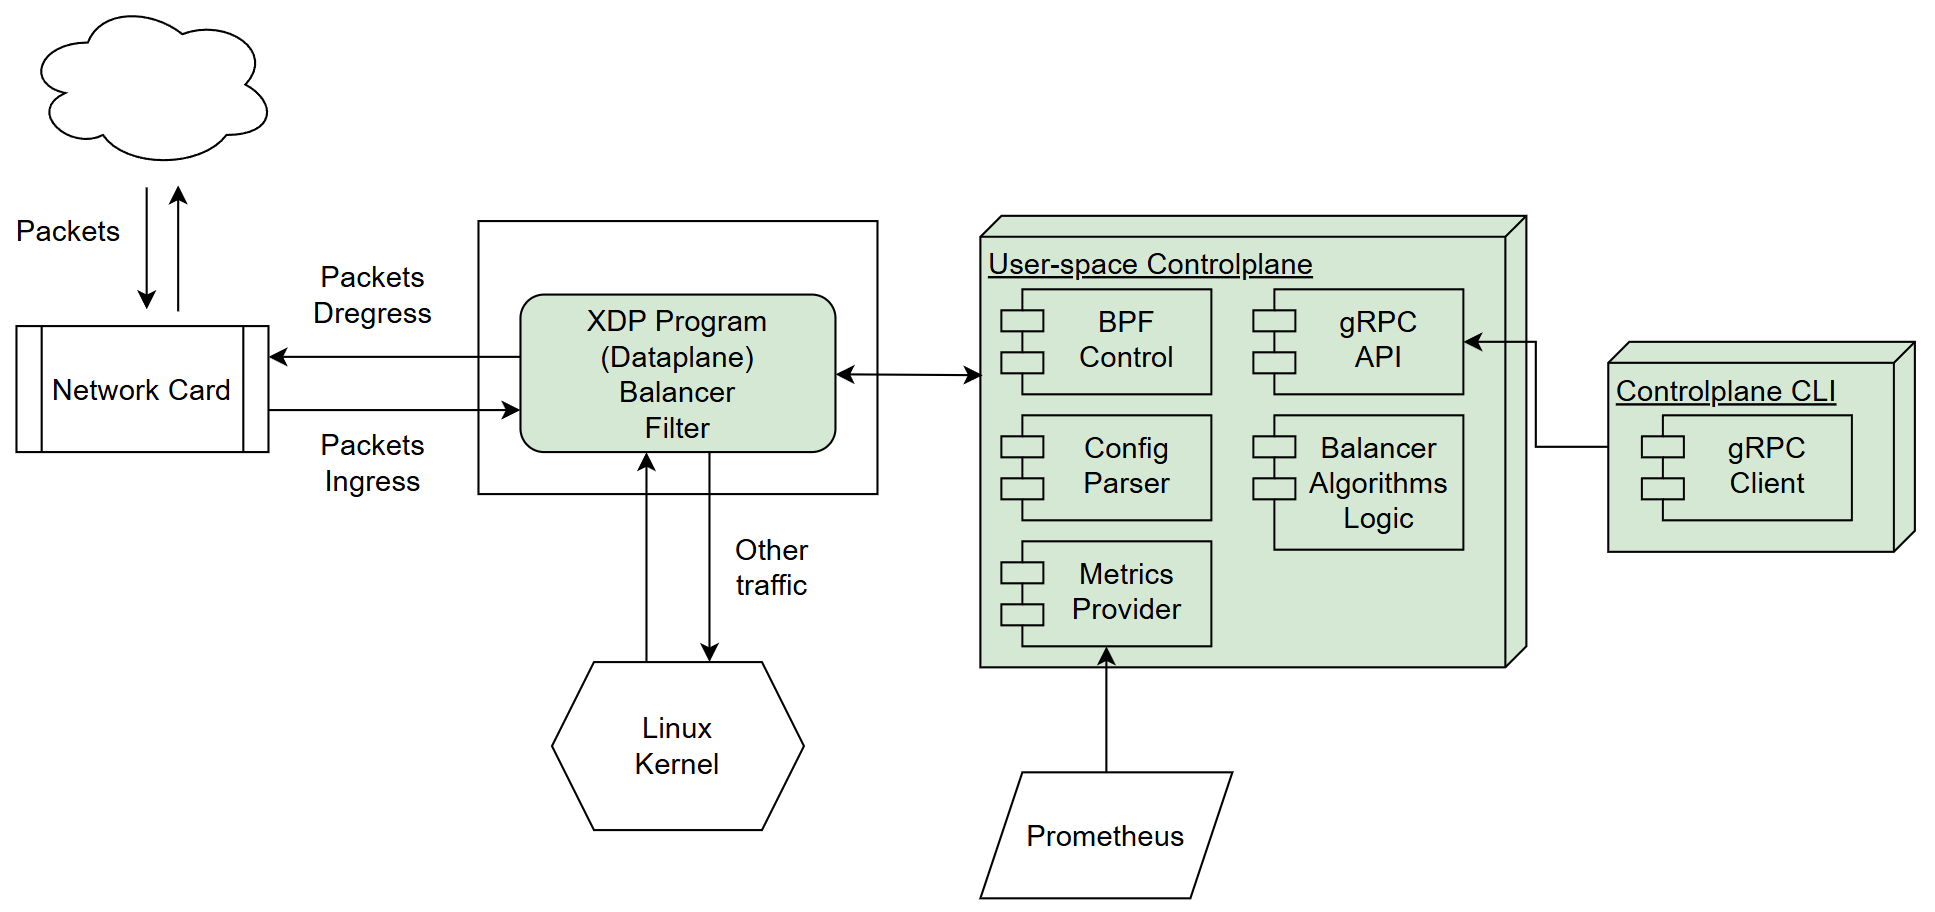 Packets
Network Card
Packets
Dregress
Packets
Ingress
XDP Program
(Dataplane)
Balancer
Filter
Other
traffic
Linux
Kernel
User-space Controlplane
BPF
Control
gRPC
API
Config
Parser
Balancer
Algorithms
Logic
Metrics
Provider
Prometheus
Controlplane CLI
gRPC
Client